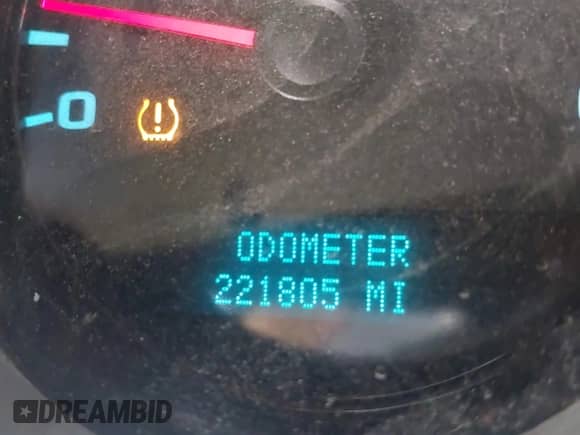 0
ODOMETER
221805 MI
DREAMBID